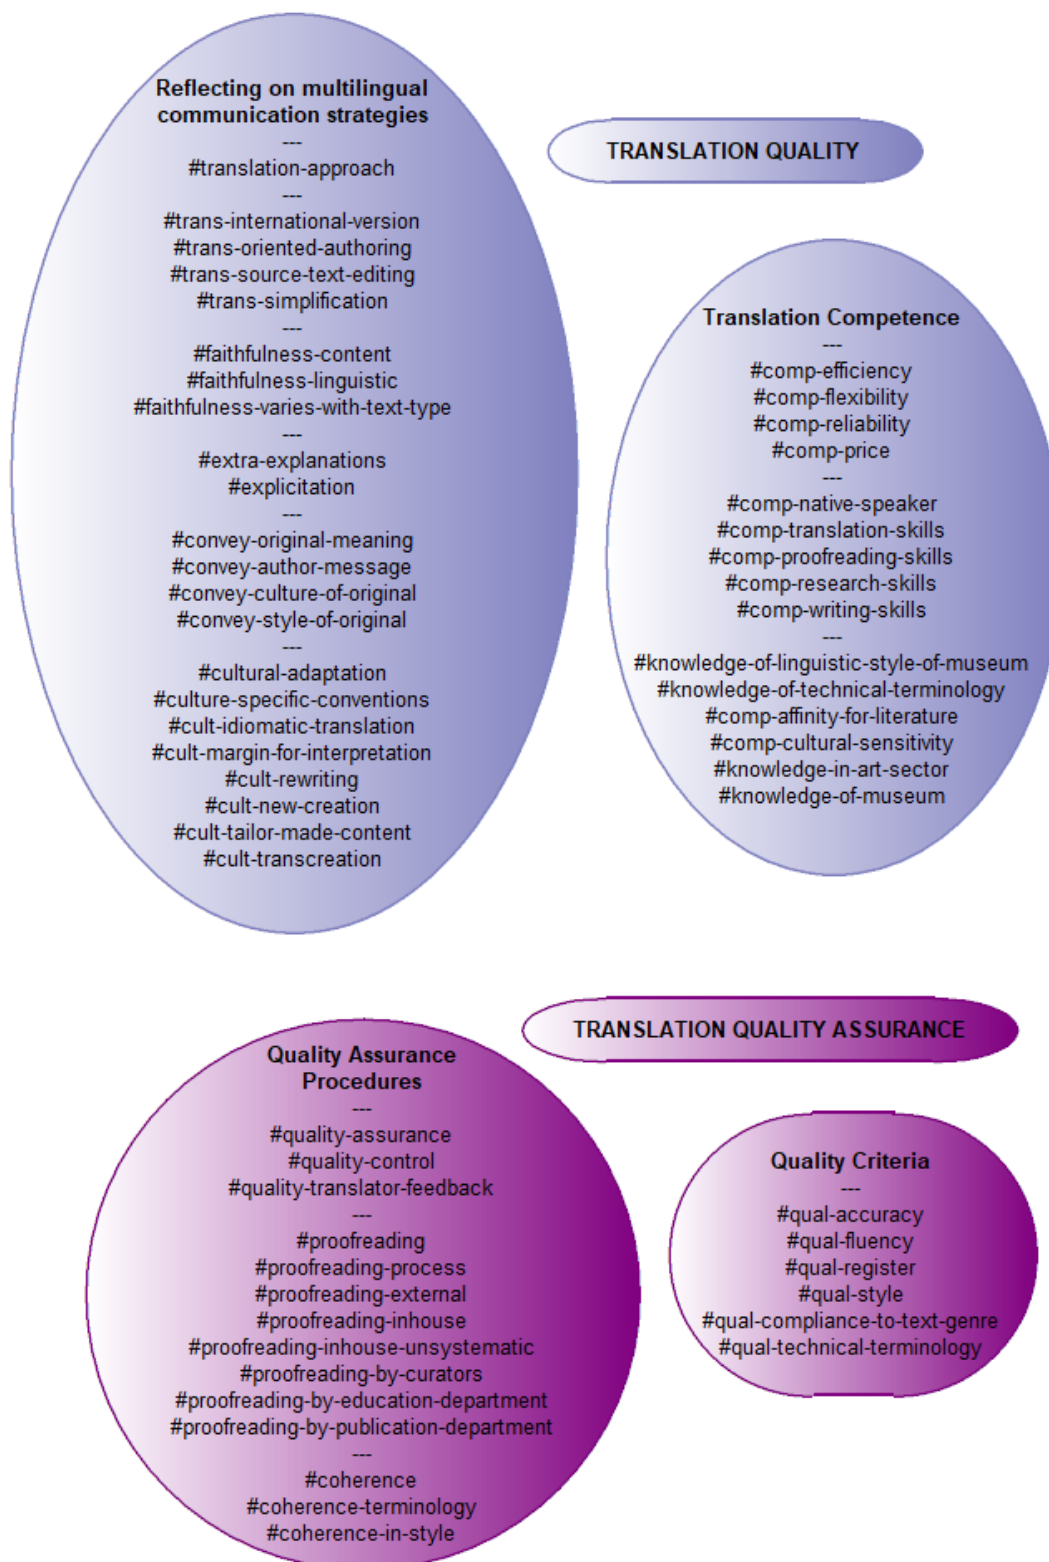 Reflecting on multilingual
communication strategies
---
#translation-approach
---
#trans-international-version
#trans-oriented-authoring
#trans-source-text-editing
#trans-simplification
---
#faithfulness-content
#faithfulness-linguistic
#faithfulness-varies-with-text-type
---
#extra-explanations
#explicitation
---
#convey-original-meaning
#convey-author-message
#convey-culture-of-original
#convey-style-of-original
---
#cultural-adaptation
#culture-specific-conventions
#cult-idiomatic-translation
#cult-margin-for-interpretation
#cult-rewriting
#cult-new-creation
#cult-tailor-made-content
#cult-transcreation
TRANSLATION QUALITY
Translation Competence
---
#comp-efficiency
#comp-flexibility
#comp-reliability
#comp-price
---
#comp-native-speaker
#comp-translation-skills
#comp-proofreading-skills
#comp-research-skills
#comp-writing-skills
---
#knowledge-of-linguistic-style-of-museum
#knowledge-of-technical-terminology
#comp-affinity-for-literature
#comp-cultural-sensitivity
#knowledge-in-art-sector
#knowledge-of-museum
TRANSLATION QUALITY ASSURANCE
Quality Assurance
Procedures
---
#quality-assurance
#quality-control
#quality-translator-feedback
---
#proofreading
#proofreading-process
#proofreading-external
#proofreading-inhouse
#proofreading-inhouse-unsystematic
#proofreading-by-curators
#proofreading-by-education-department
#proofreading-by-publication-department
---
#coherence
#coherence-terminology
#coherence-in-style
Quality Criteria
---
#qual-accuracy
#qual-fluency
#qual-register
#qual-style
#qual-compliance-to-text-genre
#qual-technical-terminology